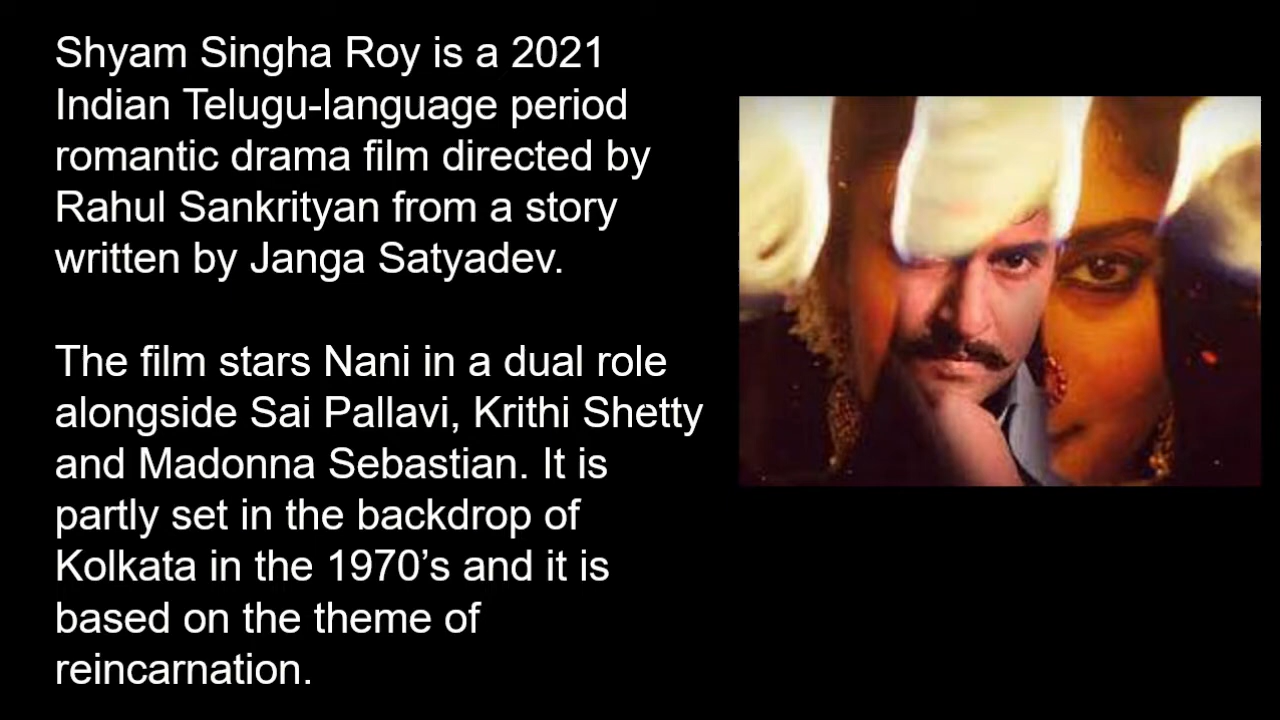 Shyam Singha Roy is a 2021
Indian Telugu-language period
romantic drama film directed by
Rahul Sankrityan from a story
written by Janga Satyadev.
The film stars Nani in a dual role
alongside Sai Pallavi, Krithi Shetty
and Madonna Sebastian. It is
partly set in the backdrop of
Kolkata in the 1970’s and it is
based on the theme of
reincarnation.